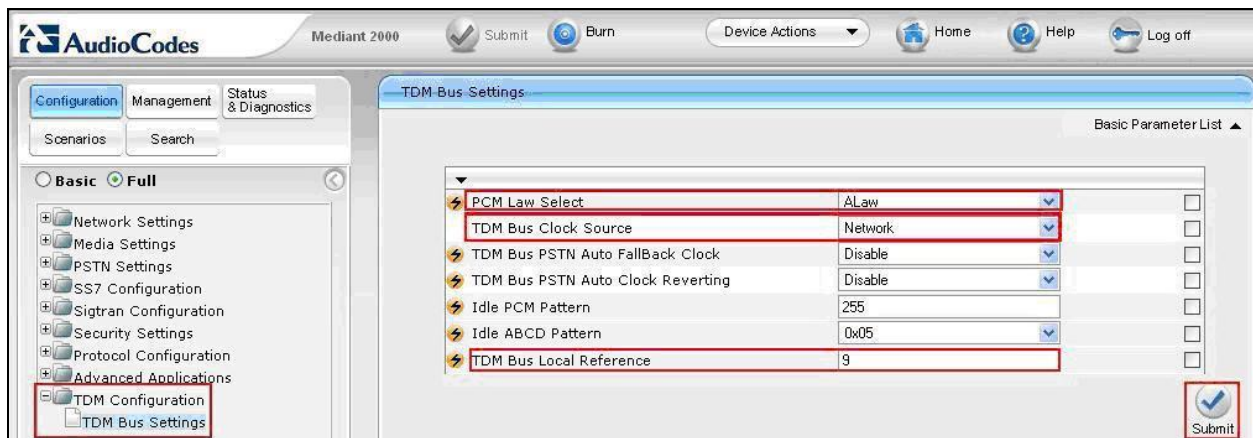 AudioCodes
Mediant 2000
Submit
Burn
Device Actions
Home
Help
Log off
Configuration
Management
Status
& Diagnostics
Scenarios
Search
Basic
Full
Network Settings
Media Settings
PSTN Settings
SS7 Configuration
Sigtran Configuration
Security Settings
Protocol Configuration
Advanced Applications
TDM Configuration
TDM Bus Settings
TDM Bus Settings
Basic Parameter List
PCM Law Select ALaw
TDM Bus Clock Source Network
TDM Bus PSTN Auto FallBack Clock Disable
TDM Bus PSTN Auto Clock Reverting Disable
Idle PCM Pattern 255
Idle ABCD Pattern 0x05
TDM Bus Local Reference 9
Submit